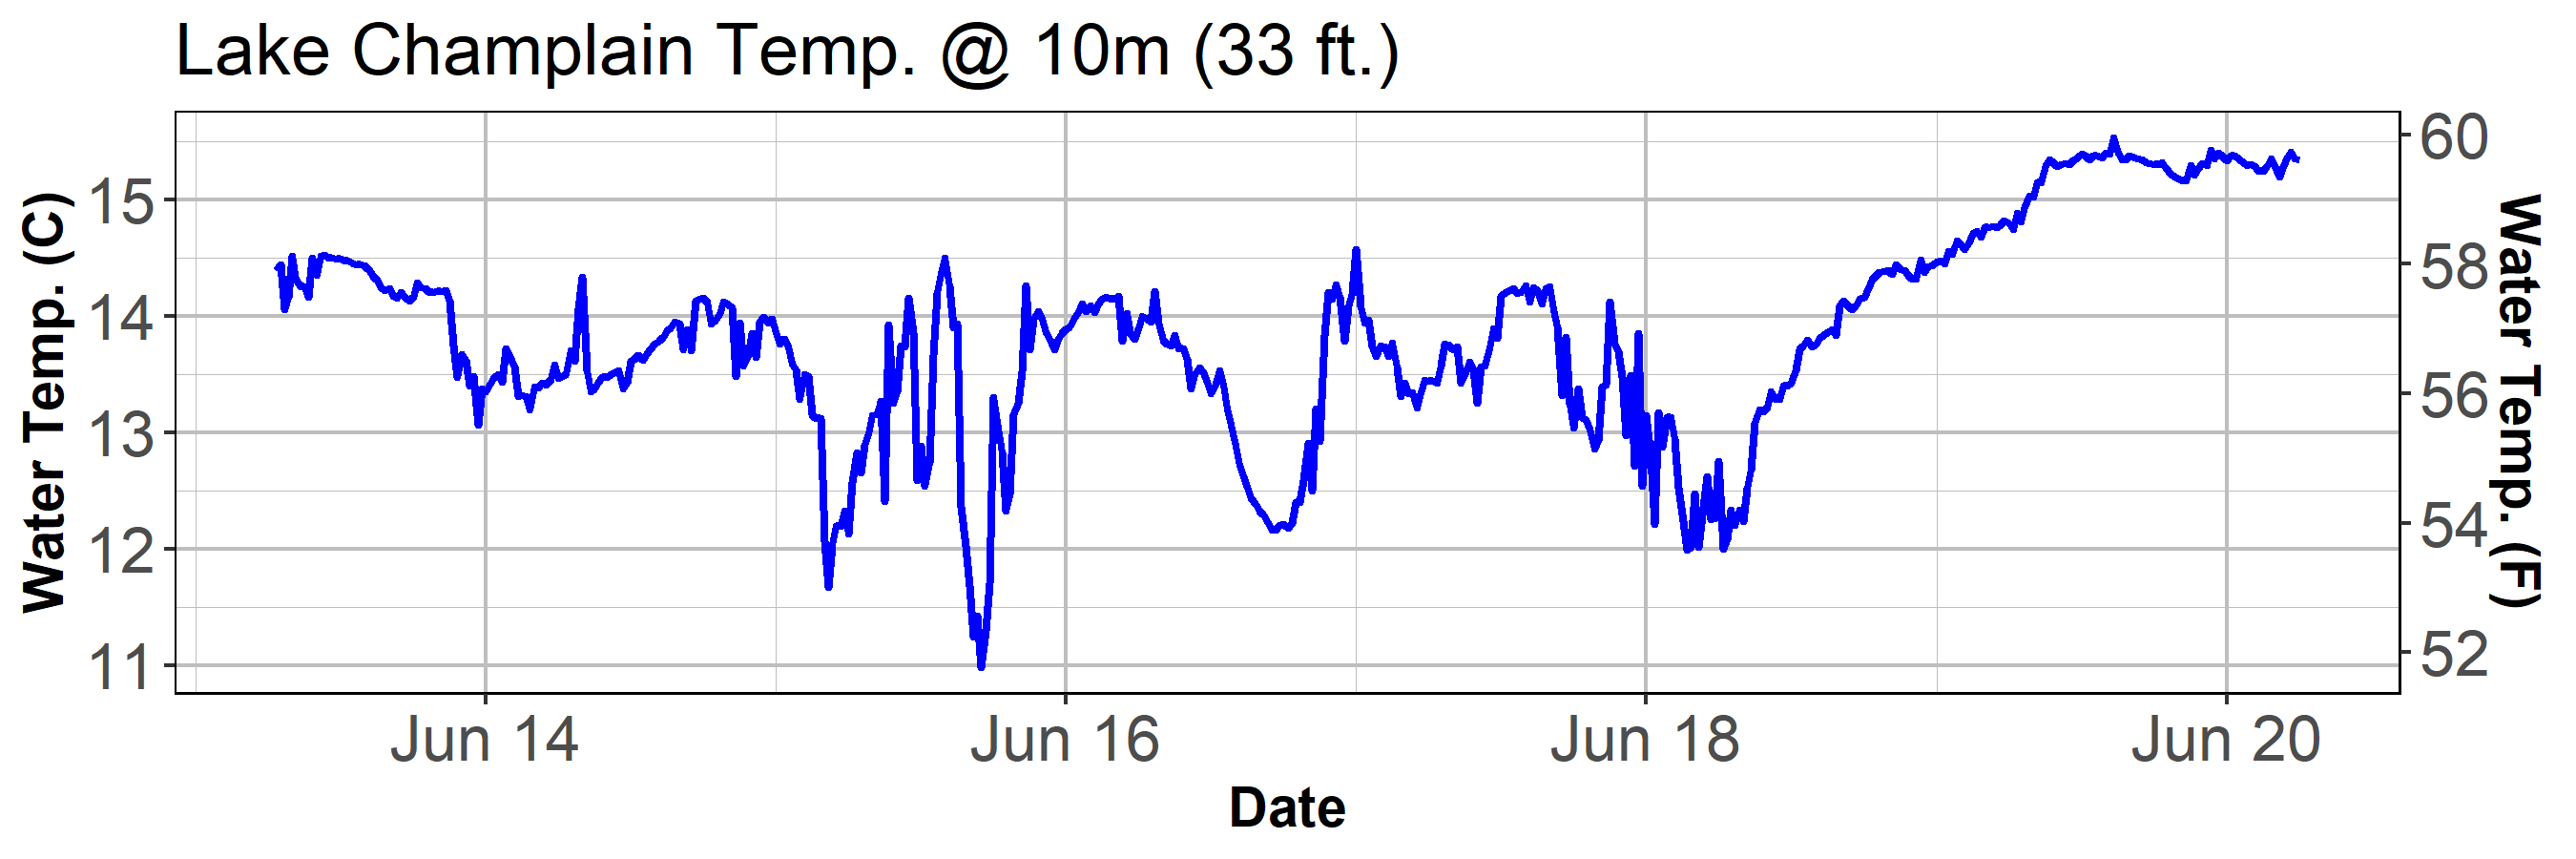 Lake Champlain Temp. @ 10m (33 ft.)
Water Temp. (C)
15
14
13
12
11
60
58
56
54
52
Water Temp. (F)
Jun 14
Jun 16
Jun 18
Jun 20
Date